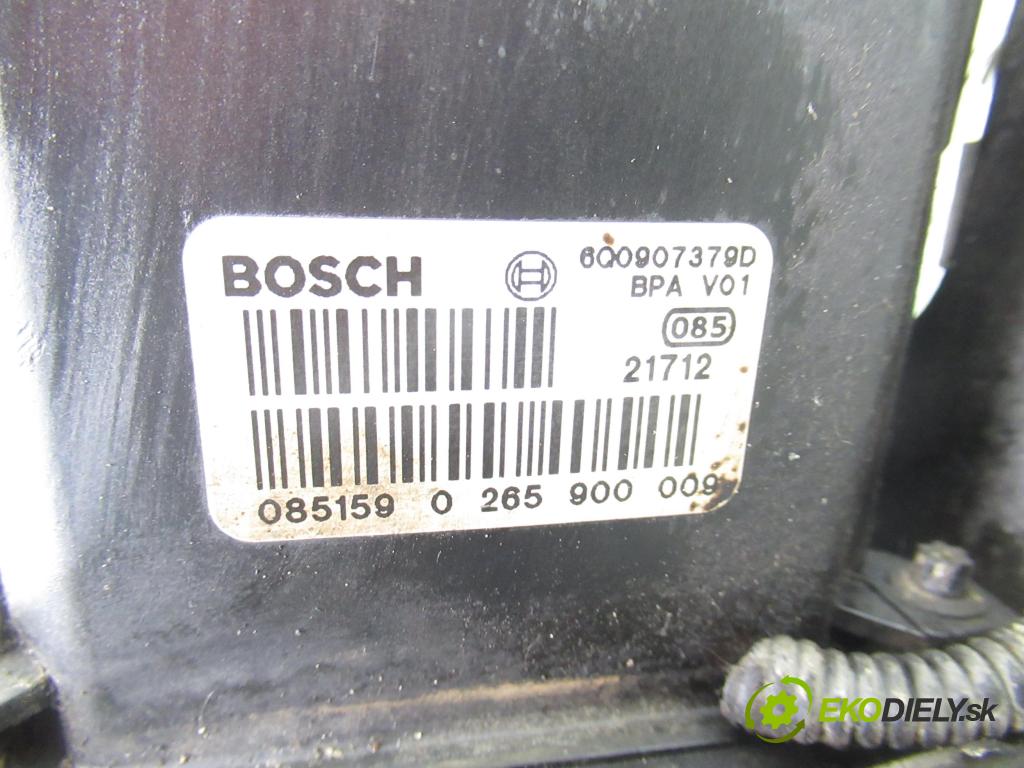 BOSCH
6Q0907379D
BPA V01
085
21712
085159 0 265 900 009
EKODIELY.sk